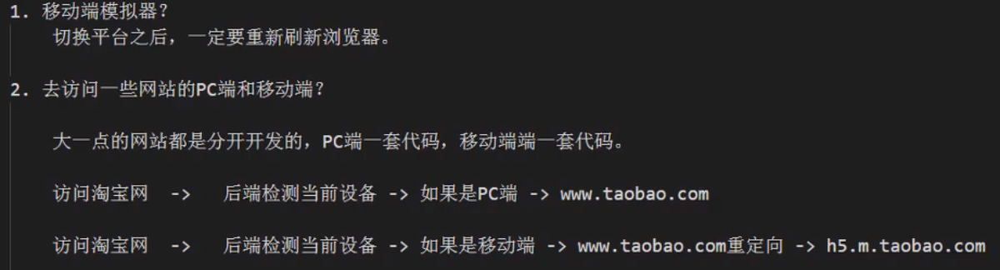 1. 移动端模拟器？
切换平台之后，一定要重新刷新浏览器。
2. 去访问一些网站的PC端和移动端？
大一点的网站都是分开开发的，PC端一套代码，移动端端一套代码。
访问淘宝网 -> 后端检测当前设备 -> 如果是PC端 -> www.taobao.com
访问淘宝网 -> 后端检测当前设备 -> 如果是移动端 -> www.taobao.com重定向 -> h5.m.taobao.com